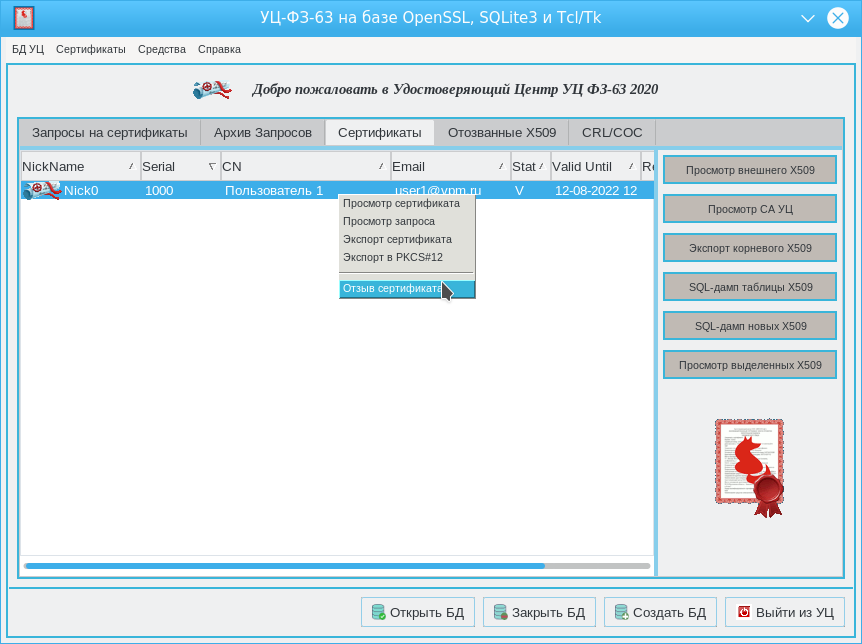 УЦ-ФЗ-63 на базе OpenSSL, SQLite3 и Tcl/Tk
БД УЦ Сертификаты Средства Справка
Добро пожаловать в Удостоверяющий Центр УЦ ФЗ-63 2020
Запросы на сертификаты Архив Запросов Сертификаты Отозванные X509 CRL/СОС
NickName Serial CN Email Stat Valid Until Re
Nick0 1000 Пользователь 1 user1@vpm.ru V 12-08-2022 12
Просмотр сертификата
Просмотр запроса
Экспорт сертификата
Экспорт в PKCS#12
Отзыв сертификата
Просмотр внешнего X509
Просмотр CA УЦ
Экспорт корневого X509
SQL-дамп таблицы X509
SQL-дамп новых X509
Просмотр выделенных X509
Открыть БД Закрыть БД Создать БД Выйти из УЦ